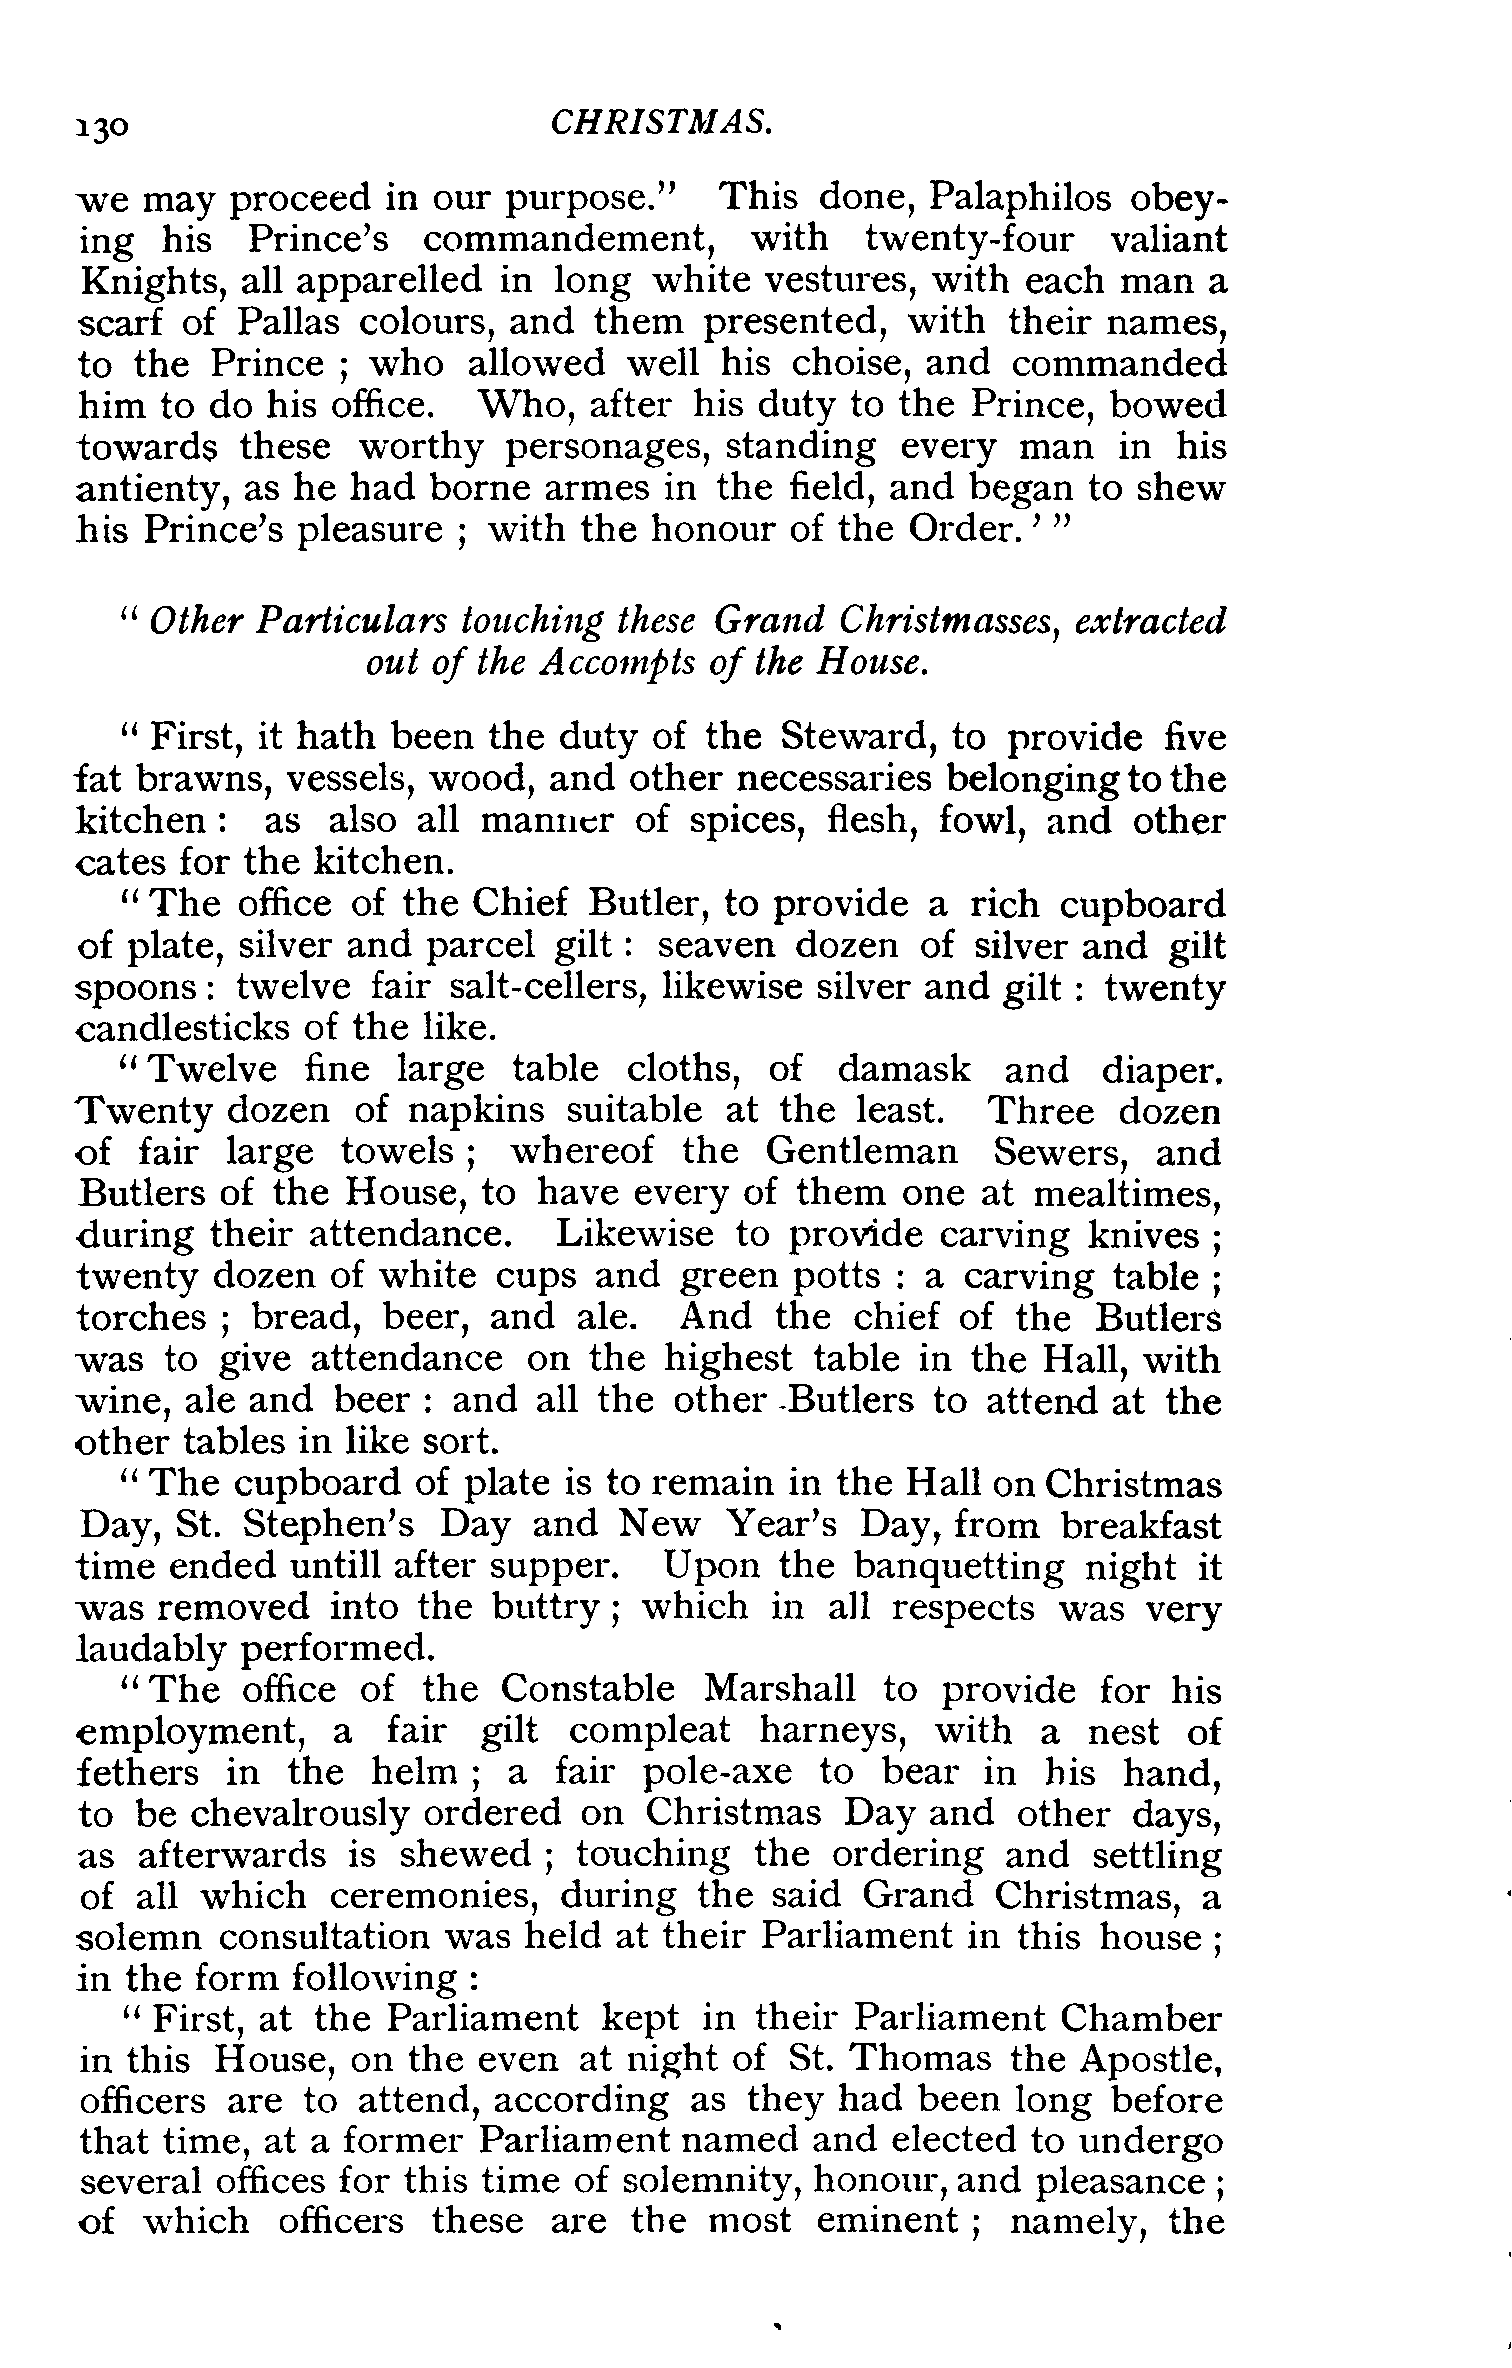 130 CHRISTMAS.
we may proceed in our purpose.” This done, Palaphilos obey-
ing his Prince’s commandement, with twenty-four valiant
Knights, all apparelled in long white vestures, with each man a
scarf of Pallas colours, and them presented, with their names,
to the Prince ; who allowed well his choise, and commanded
him to do his office. Who, after his duty to the Prince, bowed
towards these worthy personages, standing every man in his
antienty, as he had borne armes in the field, and began to shew
his Prince’s pleasure ; with the honour of the Order.’ ”
“ Other Particulars touching these Grand Christmasses, extracted
out of the Accompts of the House.
“ First, it hath been the duty of the Steward, to provide five
fat brawns, vessels, wood, and other necessaries belonging to the
kitchen : as also all manner of spices, flesh, fowl, and other
cates for the kitchen.
“ The office of the Chief Butler, to provide a rich cupboard
of plate, silver and parcel gilt : seaven dozen of silver and gilt
spoons : twelve fair salt-cellers, likewise silver and gilt : twenty
candlesticks of the like.
“ Twelve fine large table cloths, of damask and diaper.
Twenty dozen of napkins suitable at the least. Three dozen
of fair large towels ; whereof the Gentleman Sewers, and
Butlers of the House, to have every of them one at mealtimes,
during their attendance. Likewise to provide carving knives ;
twenty dozen of white cups and green potts : a carving table ;
torches ; bread, beer, and ale. And the chief of the Butlers
was to give attendance on the highest table in the Hall, with
wine, ale and beer : and all the other Butlers to attend at the
other tables in like sort.
“ The cupboard of plate is to remain in the Hall on Christmas
Day, St. Stephen’s Day and New Year’s Day, from breakfast
time ended untill after supper. Upon the banquetting night it
was removed into the buttry ; which in all respects was very
laudably performed.
“ The office of the Constable Marshall to provide for his
employment, a fair gilt compleat harneys, with a nest of
fethers in the helm ; a fair pole-axe to bear in his hand,
to be chevalrously ordered on Christmas Day and other days,
as afterwards is shewed ; touching the ordering and settling
of all which ceremonies, during the said Grand Christmas, a
solemn consultation was held at their Parliament in this house ;
in the form following :
“ First, at the Parliament kept in their Parliament Chamber
in this House, on the even at night of St. Thomas the Apostle,
officers are to attend, according as they had been long before
that time, at a former Parliament named and elected to undergo
several offices for this time of solemnity, honour, and pleasance ;
of which officers these are the most eminent ; namely, the